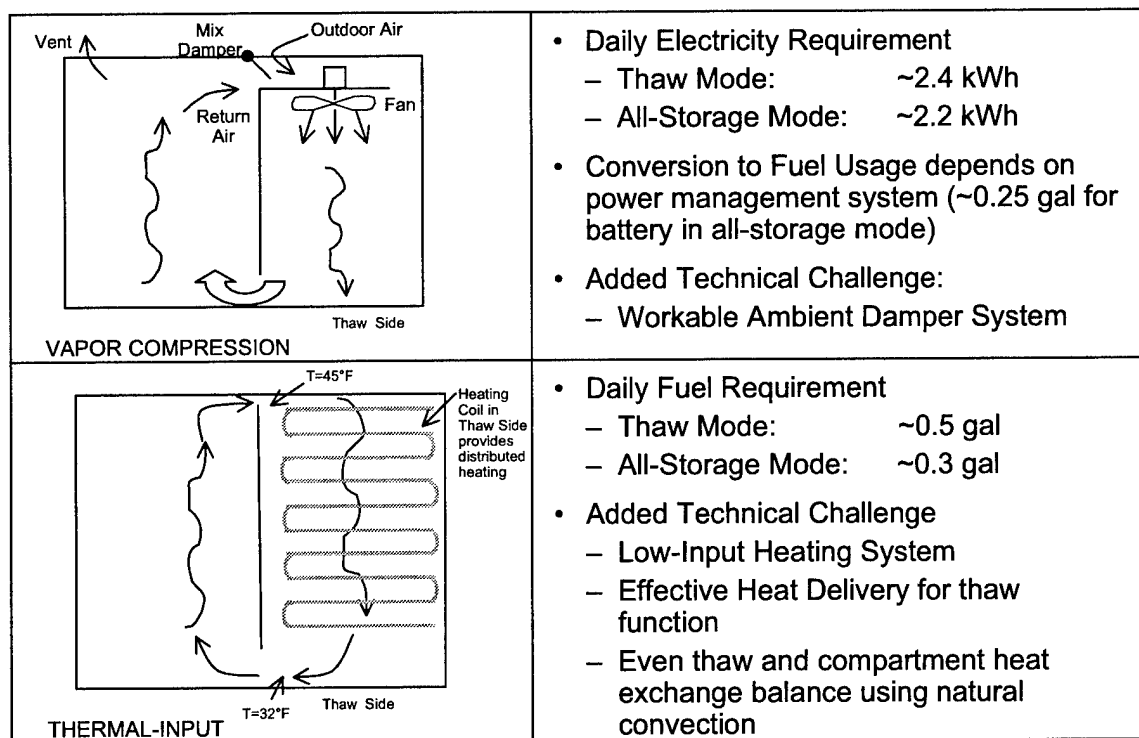 Vent
Mix
Damper
Outdoor Air
Return
Air
Fan
Thaw Side
VAPOR COMPRESSION
• Daily Electricity Requirement
– Thaw Mode: ~2.4 kWh
– All-Storage Mode: ~2.2 kWh
• Conversion to Fuel Usage depends on
power management system (~0.25 gal for
battery in all-storage mode)
• Added Technical Challenge:
– Workable Ambient Damper System
T=45°F
Heating
Coil in
Thaw Side
provides
distributed
heating
T=32°F
Thaw Side
THERMAL-INPUT
• Daily Fuel Requirement
– Thaw Mode: ~0.5 gal
– All-Storage Mode: ~0.3 gal
• Added Technical Challenge
– Low-Input Heating System
– Effective Heat Delivery for thaw
function
– Even thaw and compartment heat
exchange balance using natural
convection